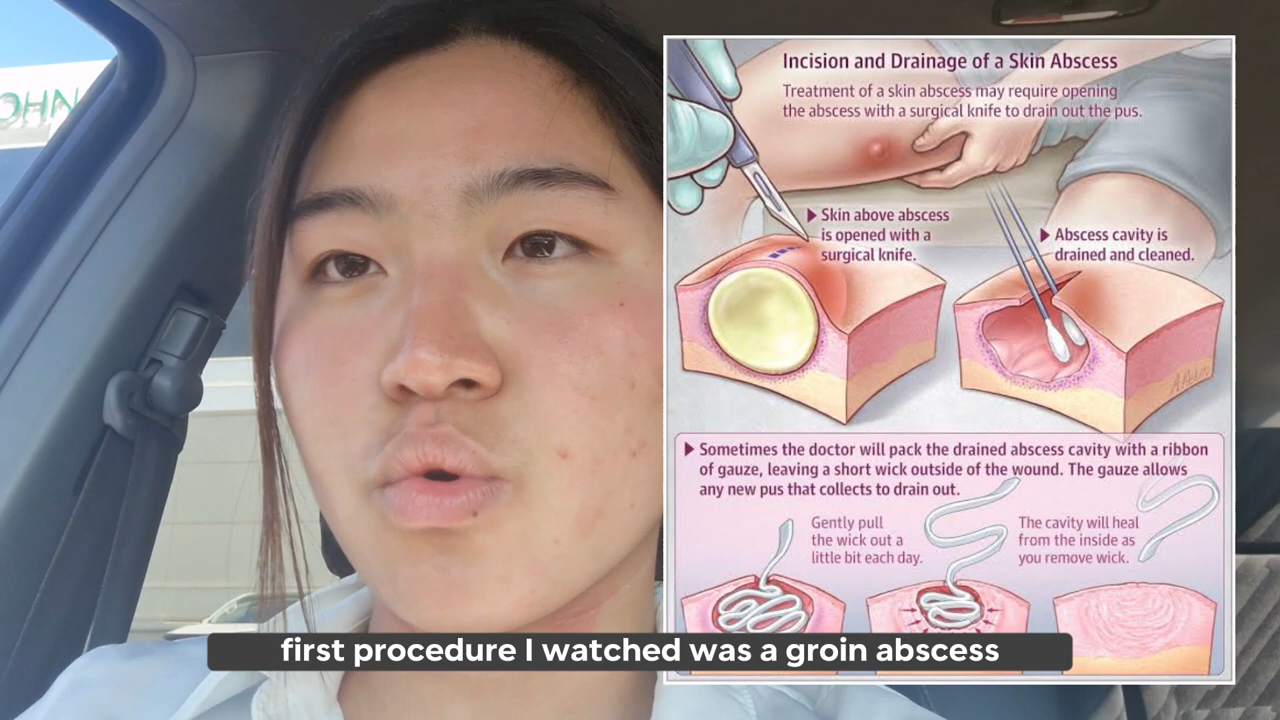 OHN
Incision and Drainage of a Skin Abscess
Treatment of a skin abscess may require opening
the abscess with a surgical knife to drain out the pus.
Skin above abscess
is opened with a
surgical knife.
Abscess cavity is
drained and cleaned.
Sometimes the doctor will pack the drained abscess cavity with a ribbon
of gauze, leaving a short wick outside of the wound. The gauze allows
any new pus that collects to drain out.
Gently pull
the wick out a
little bit each day.
The cavity will heal
from the inside as
you remove wick.
first procedure I watched was a groin abscess